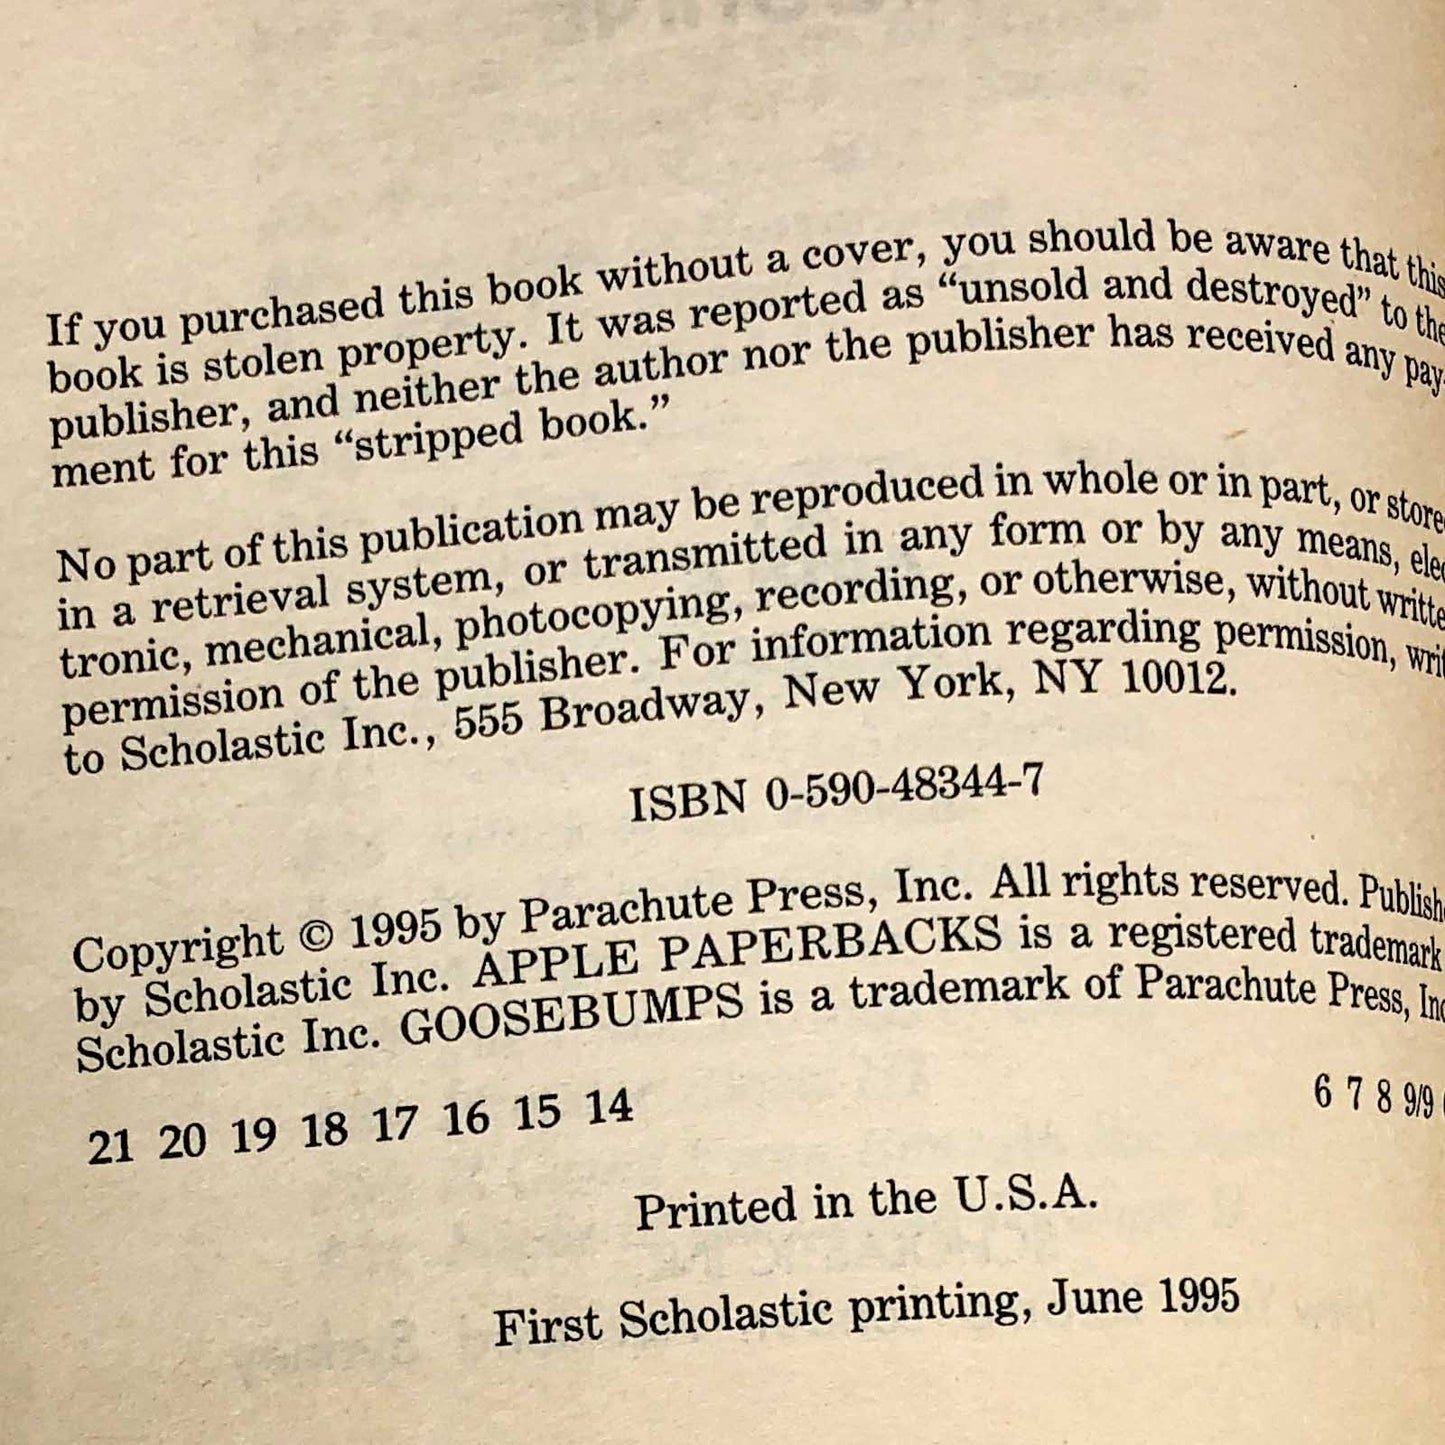 If you purchased this book without a cover, you should be aware that this
book is stolen property. It was reported as “unsold and destroyed” to the
publisher, and neither the author nor the publisher has received any pay-
ment for this “stripped book.”
No part of this publication may be reproduced in whole or in part, or store
in a retrieval system, or transmitted in any form or by any means, elec
tronic, mechanical, photocopying, recording, or otherwise, without writte
permission of the publisher. For information regarding permission, writ
to Scholastic Inc., 555 Broadway, New York, NY 10012.
ISBN 0-590-48344-7
Copyright © 1995 by Parachute Press, Inc. All rights reserved. Publish
by Scholastic Inc. APPLE PAPERBACKS is a registered trademark
Scholastic Inc. GOOSEBUMPS is a trademark of Parachute Press, Inc
21 20 19 18 17 16 15 14 6 7 8 9/9
Printed in the U.S.A.
First Scholastic printing, June 1995